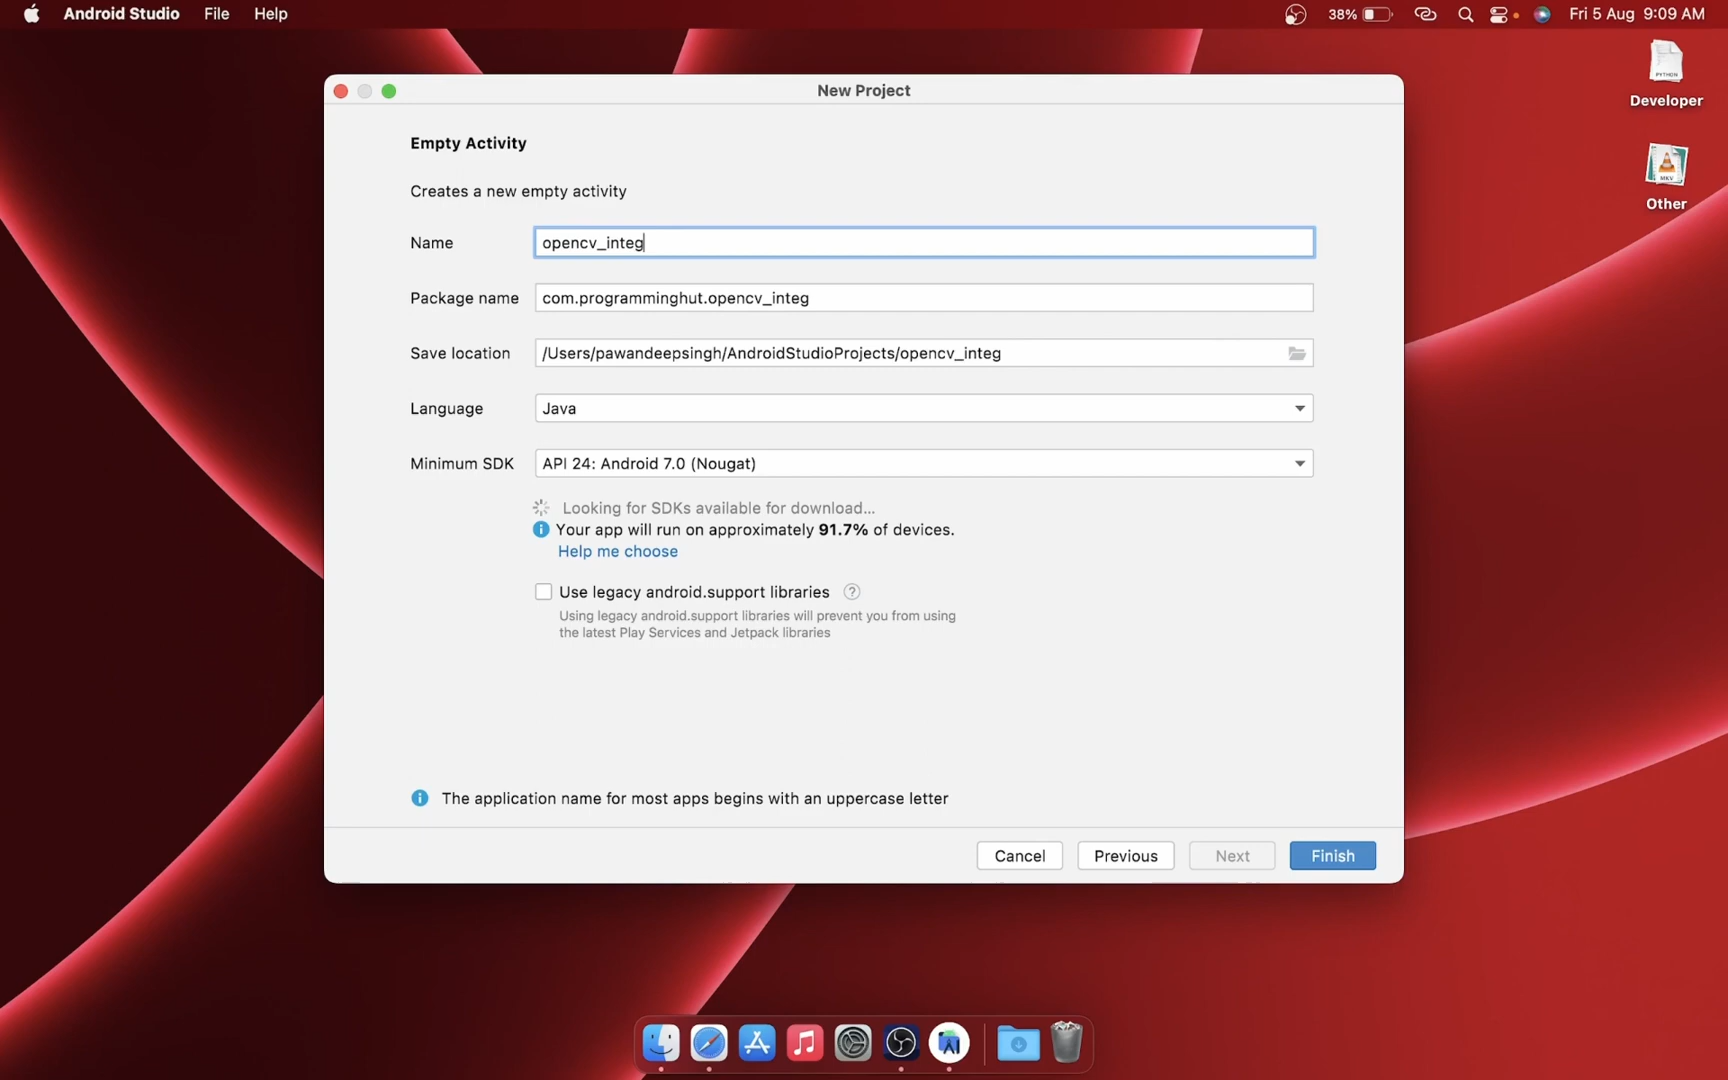 Android Studio File Help 38% Fri 5 Aug 9:09 AM
New Project
Empty Activity
Creates a new empty activity
Name opencv_integ
Package name com.programminghut.opencv_integ
Save location /Users/pawandeepsingh/AndroidStudioProjects/opencv_integ
Language Java
Minimum SDK API 24: Android 7.0 (Nougat)
Looking for SDKs available for download...
Your app will run on approximately 91.7% of devices.
Help me choose
Use legacy android.support libraries ?
Using legacy android.support libraries will prevent you from using
the latest Play Services and Jetpack libraries
The application name for most apps begins with an uppercase letter
Cancel Previous Next Finish
PYTHON
Developer
MKV
Other